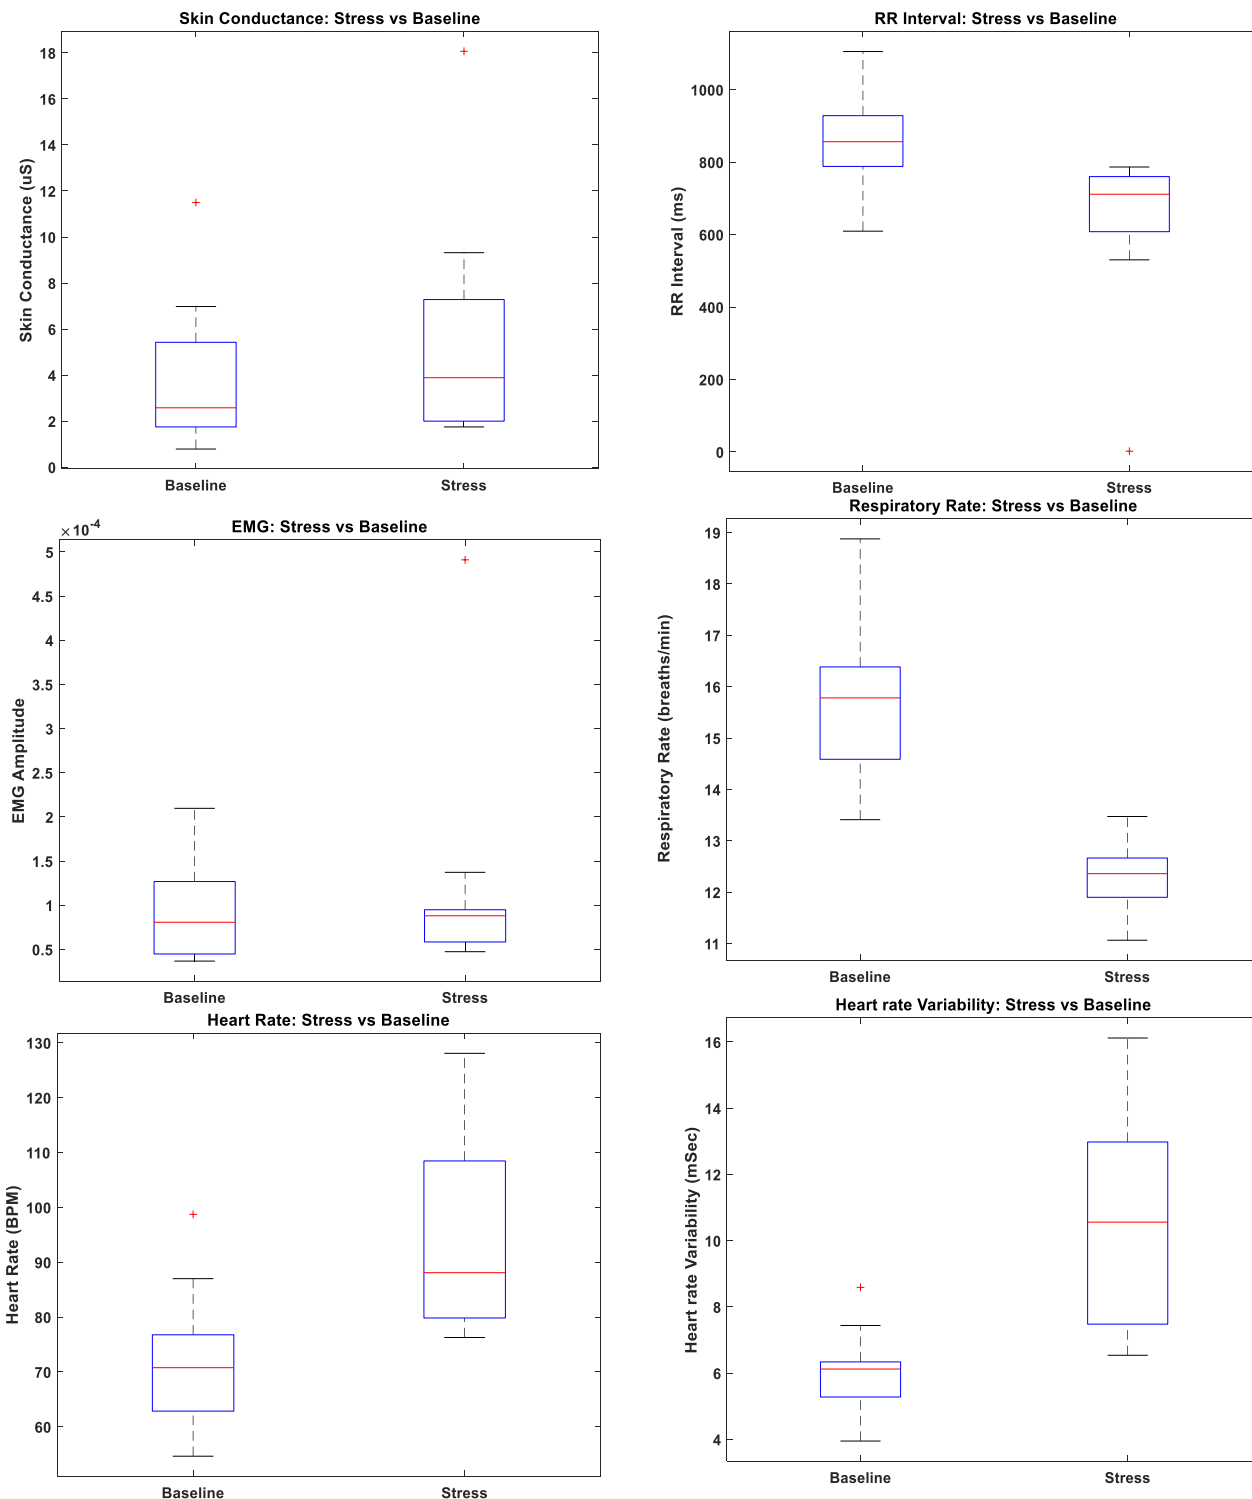 Skin Conductance: Stress vs Baseline
Skin Conductance (uS)
18
16
14
12
10
8
6
4
2
0
Baseline Stress
RR Interval: Stress vs Baseline
RR Interval (ms)
1000
800
600
400
200
0
Baseline Stress
EMG: Stress vs Baseline
×10⁻⁴
EMG Amplitude
5
4.5
4
3.5
3
2.5
2
1.5
1
0.5
Baseline Stress
Respiratory Rate: Stress vs Baseline
Respiratory Rate (breaths/min)
19
18
17
16
15
14
13
12
11
Baseline Stress
Heart Rate: Stress vs Baseline
Heart Rate (BPM)
130
120
110
100
90
80
70
60
Baseline Stress
Heart rate Variability: Stress vs Baseline
Heart rate Variability (mSec)
16
14
12
10
8
6
4
Baseline Stress